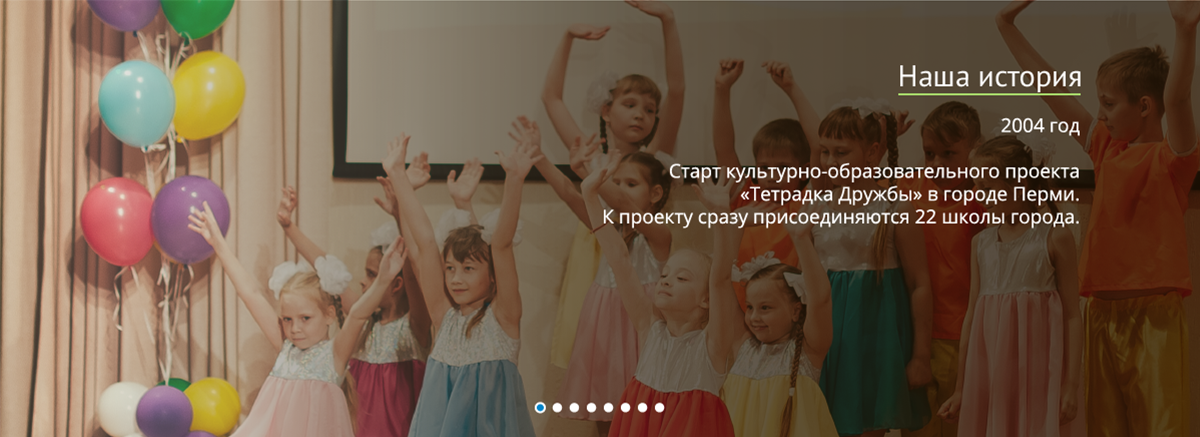 Наша история
2004 год
Старт культурно-образовательного проекта
«Тетрадка Дружбы» в городе Перми.
К проекту сразу присоединяются 22 школы города.